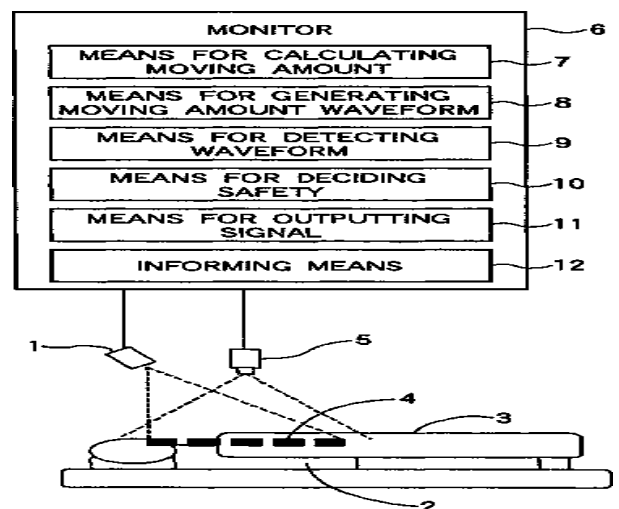 MONITOR
6
MEANS FOR CALCULATING
MOVING AMOUNT
7
MEANS FOR GENERATING
MOVING AMOUNT WAVEFORM
8
MEANS FOR DETECTING
WAVEFORM
9
MEANS FOR DECIDING
SAFETY
10
MEANS FOR OUTPUTTING
SIGNAL
11
INFORMING MEANS
12
1
5
4
3
2